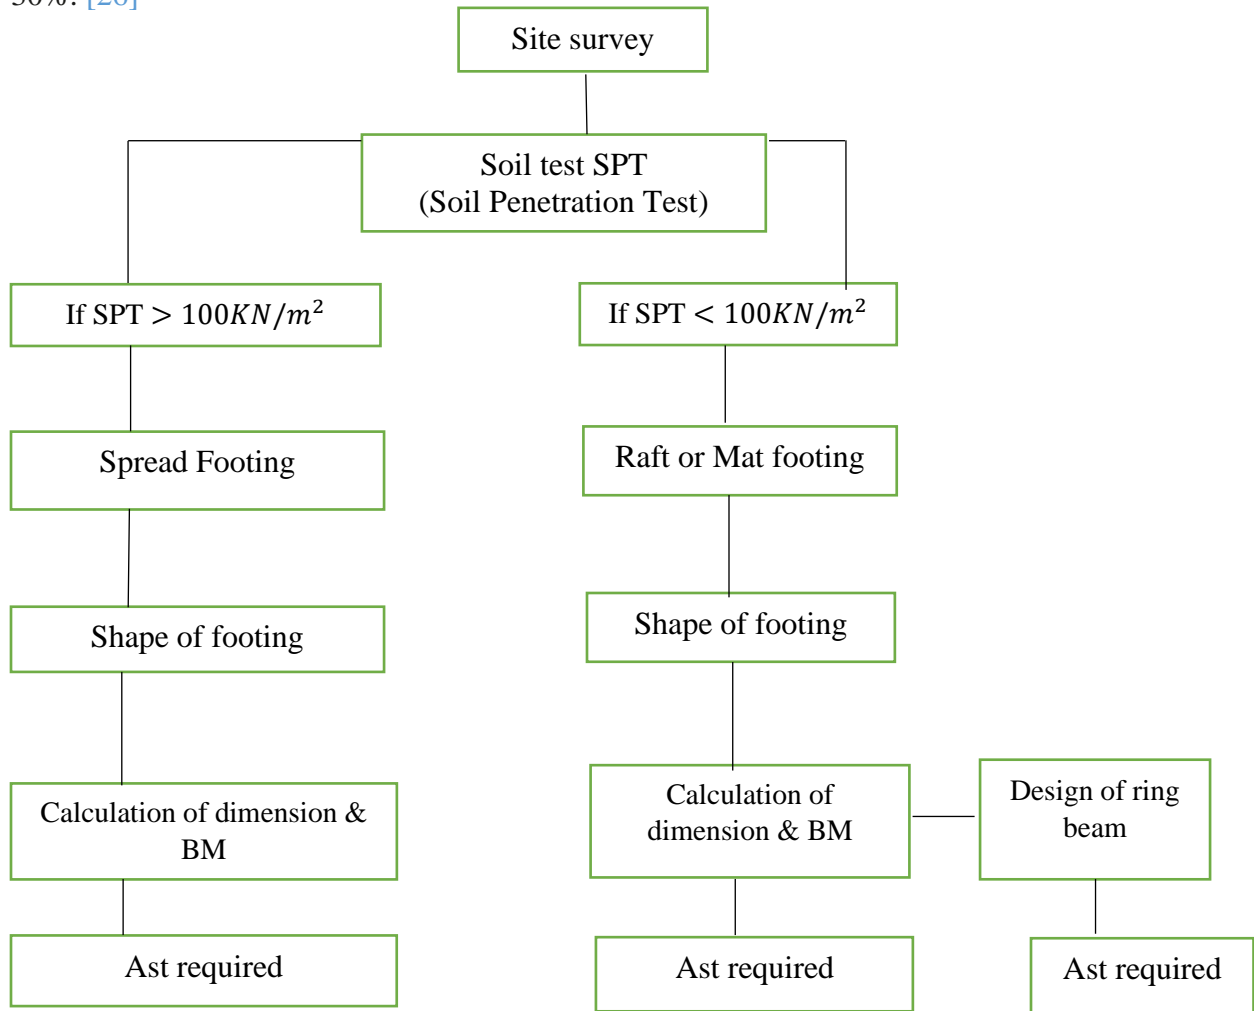 50%. [26]
Site survey
Soil test SPT
(Soil Penetration Test)
If SPT > 100KN/m²
If SPT < 100KN/m²
Spread Footing
Raft or Mat footing
Shape of footing
Shape of footing
Calculation of dimension &
BM
Calculation of
dimension & BM
Design of ring
beam
Ast required
Ast required
Ast required